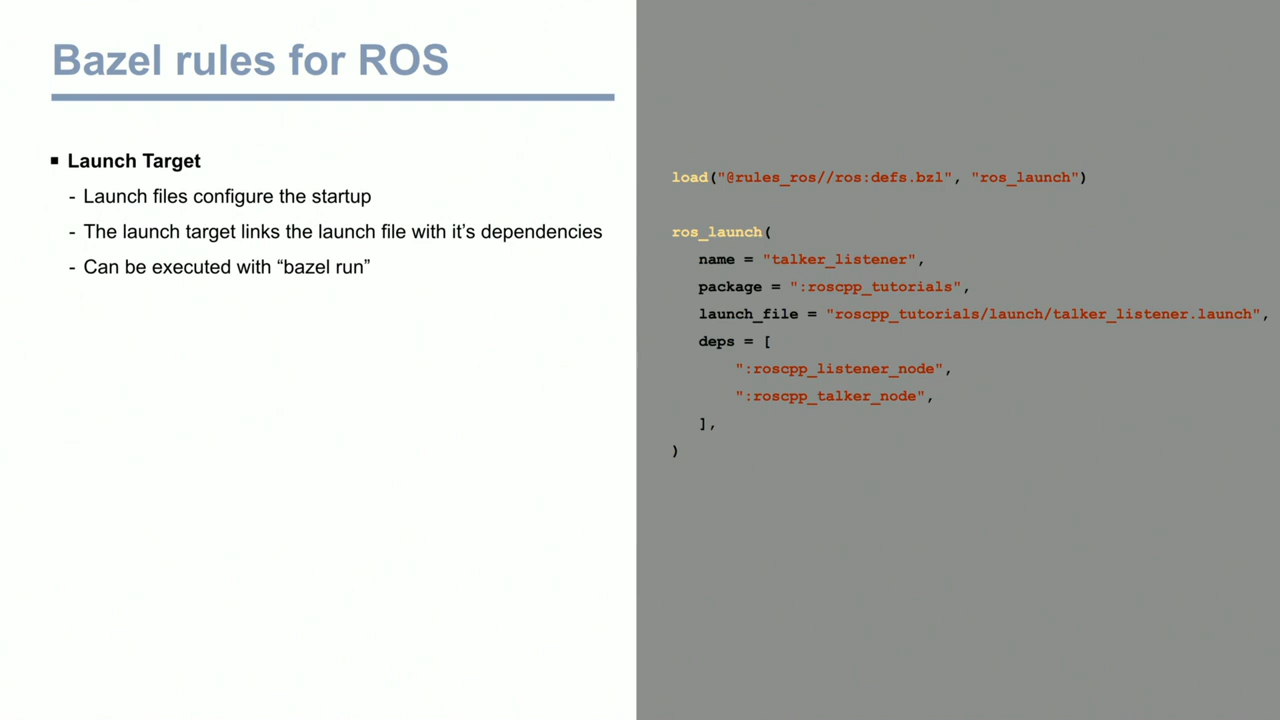 Bazel rules for ROS
▪ Launch Target
- Launch files configure the startup
- The launch target links the launch file with it’s dependencies
- Can be executed with “bazel run”
load("@rules_ros//ros:defs.bzl", "ros_launch")
ros_launch(
name = "talker_listener",
package = ":roscpp_tutorials",
launch_file = "roscpp_tutorials/launch/talker_listener.launch",
deps = [
":roscpp_listener_node",
":roscpp_talker_node",
],
)